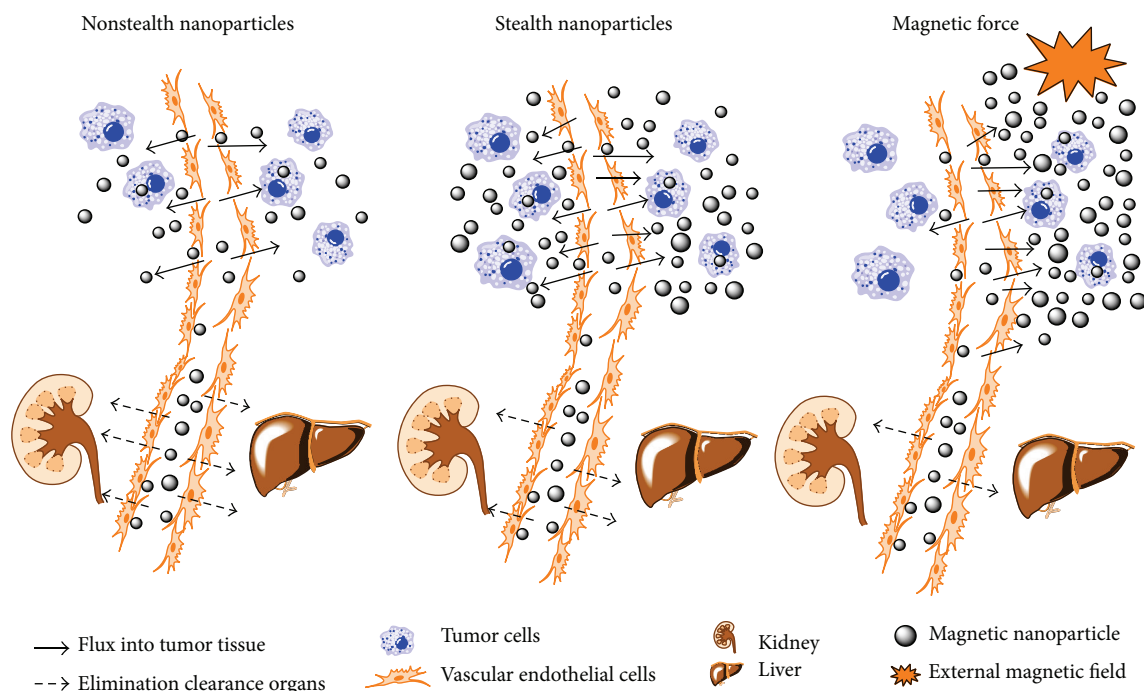 Nonstealth nanoparticles
Stealth nanoparticles
Magnetic force
Flux into tumor tissue
Elimination clearance organs
Tumor cells
Vascular endothelial cells
Kidney
Liver
Magnetic nanoparticle
External magnetic field